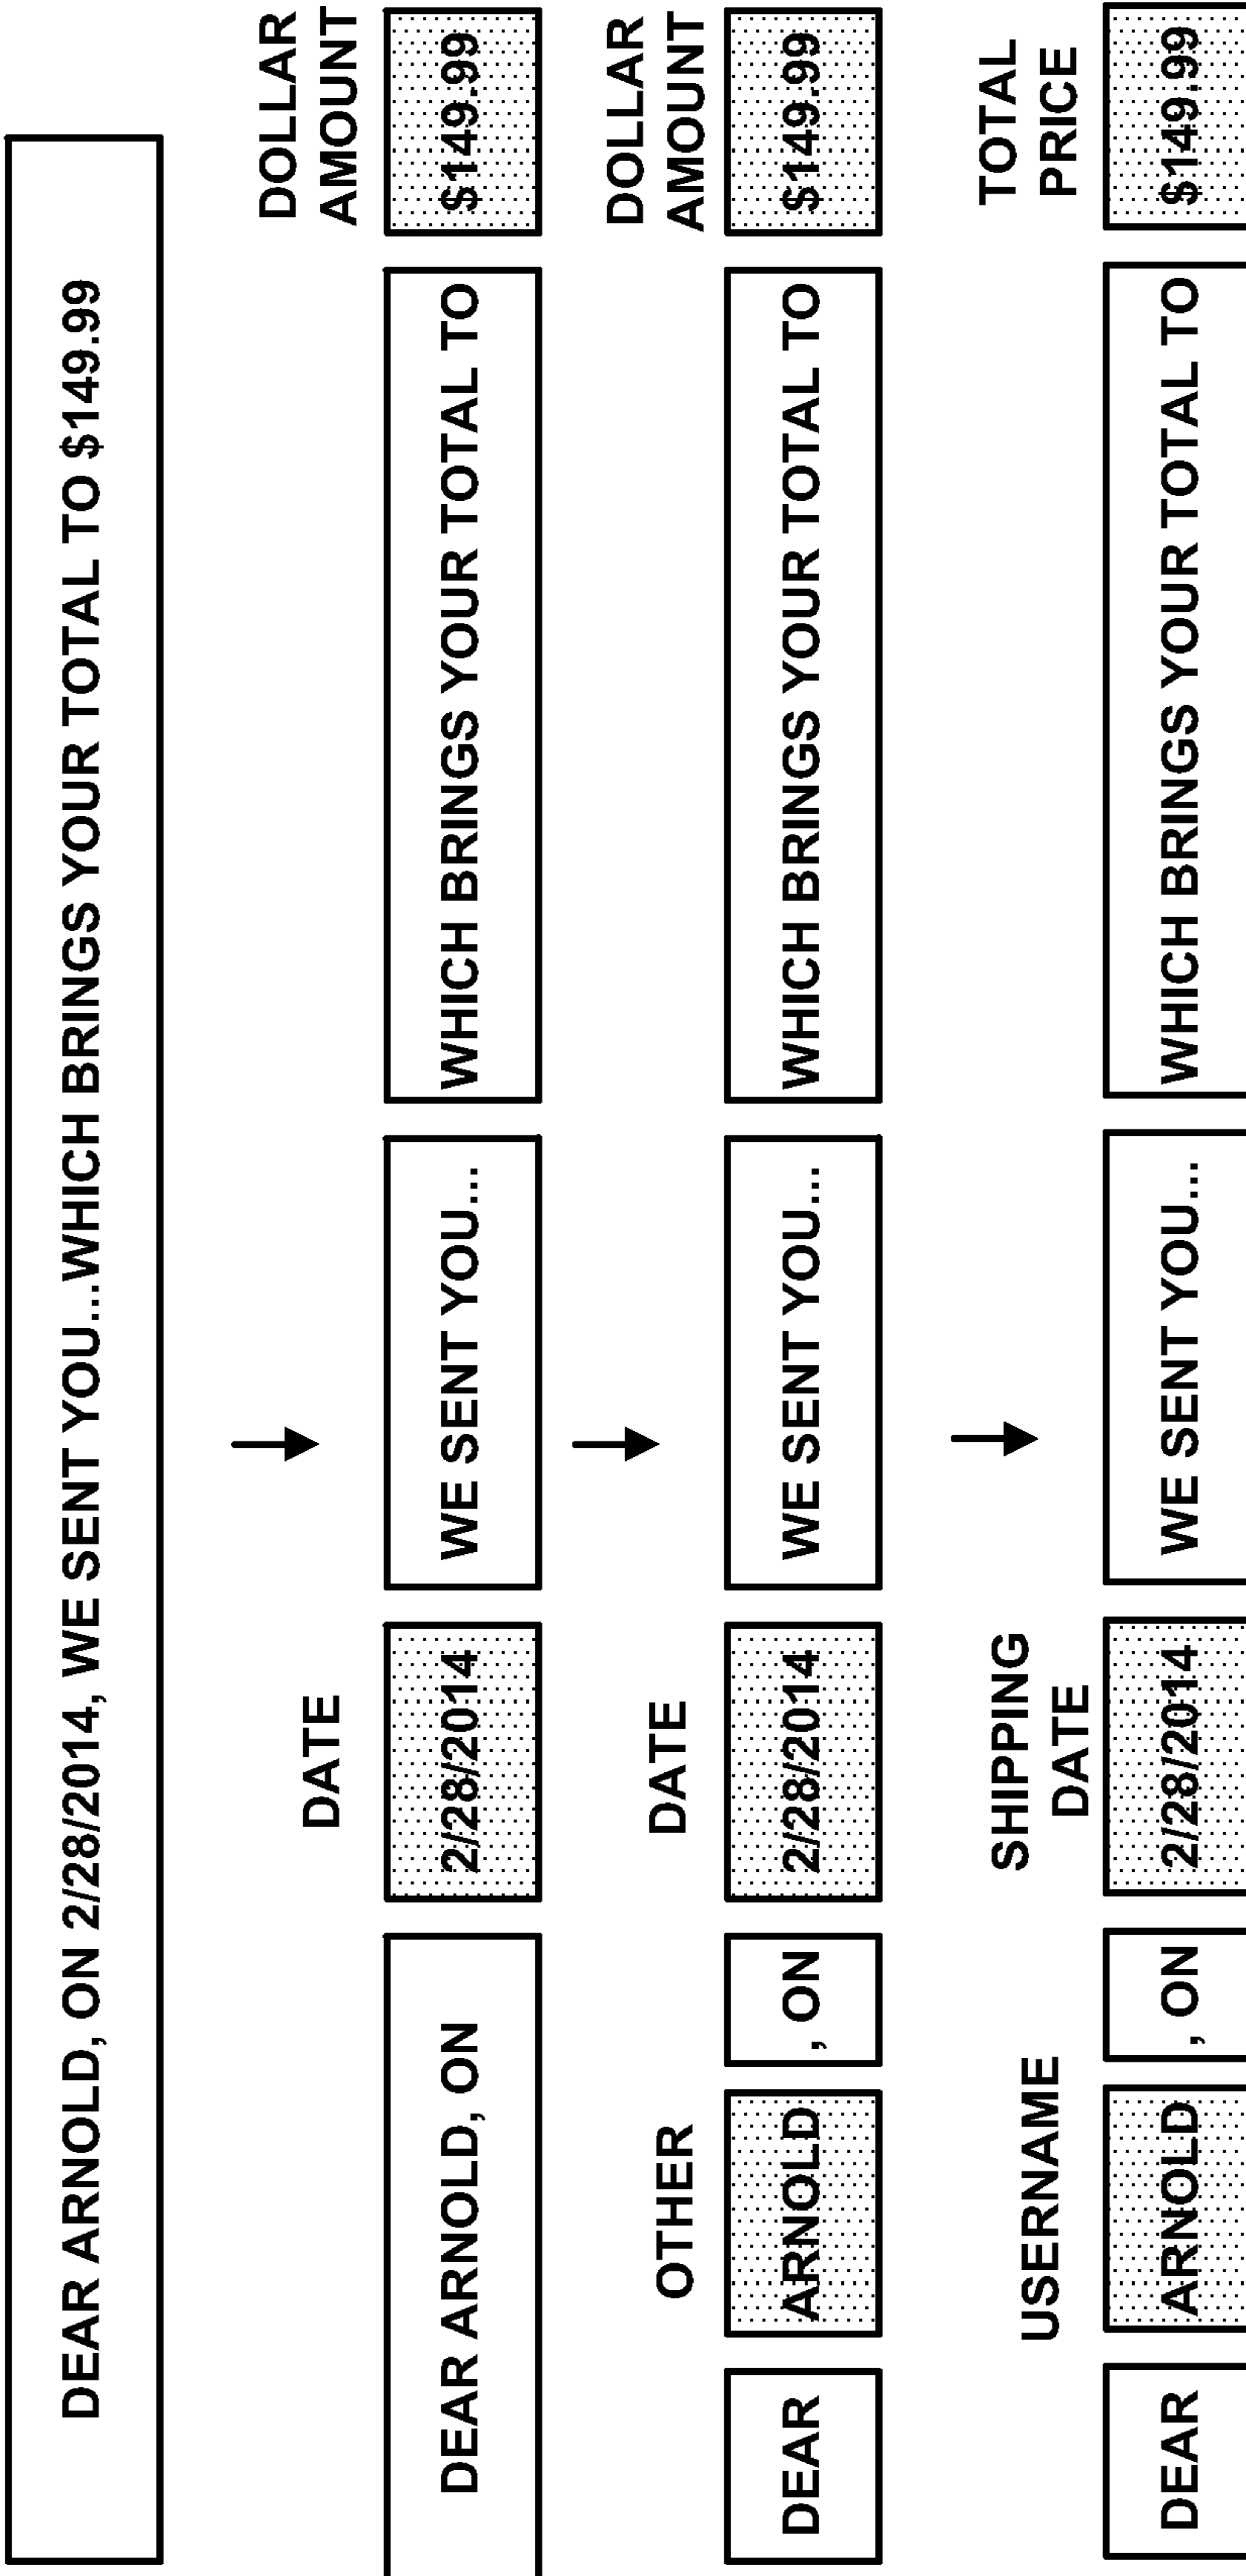 DEAR ARNOLD, ON 2/28/2014, WE SENT YOU...WHICH BRINGS YOUR TOTAL TO $149.99
DATE
DOLLAR
AMOUNT
DEAR ARNOLD, ON
2/28/2014
WE SENT YOU...
WHICH BRINGS YOUR TOTAL TO
$149.99
OTHER
DATE
DOLLAR
AMOUNT
DEAR
ARNOLD
, ON
2/28/2014
WE SENT YOU...
WHICH BRINGS YOUR TOTAL TO
$149.99
USERNAME
SHIPPING
DATE
TOTAL
PRICE
DEAR
ARNOLD
, ON
2/28/2014
WE SENT YOU...
WHICH BRINGS YOUR TOTAL TO
$149.99